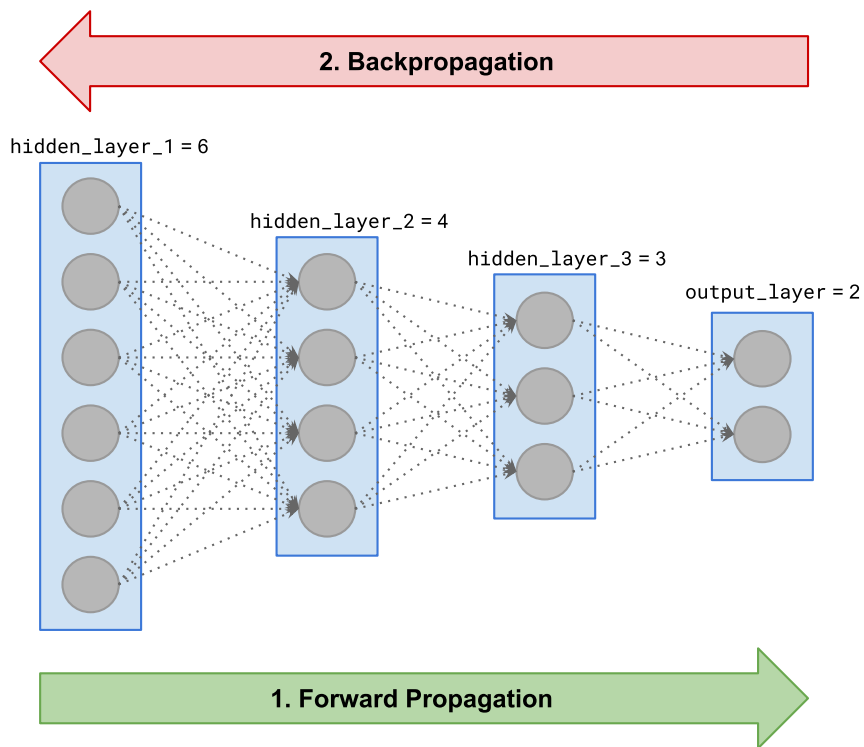 2. Backpropagation
hidden_layer_1 = 6
hidden_layer_2 = 4
hidden_layer_3 = 3
output_layer = 2
1. Forward Propagation